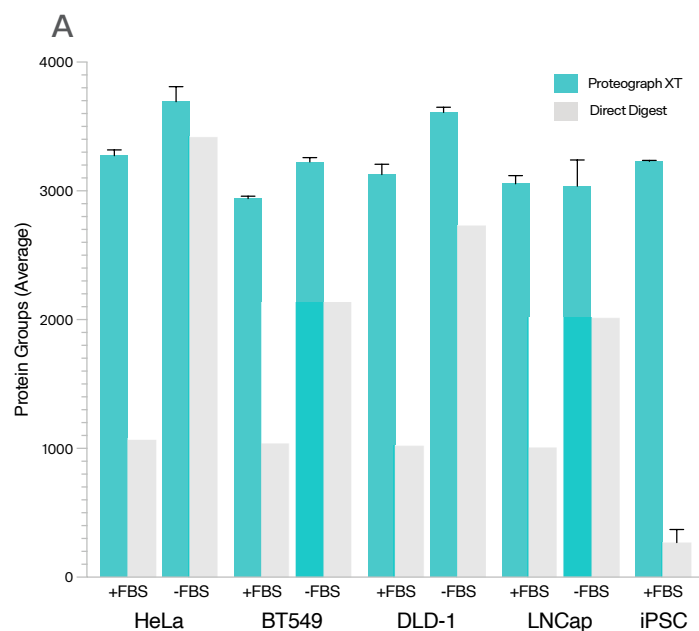 A
4000
3000
2000
1000
0
Protein Groups (Average)
Proteograph XT
Direct Digest
+FBS -FBS +FBS -FBS +FBS -FBS +FBS -FBS +FBS
HeLa BT549 DLD-1 LNCap iPSC